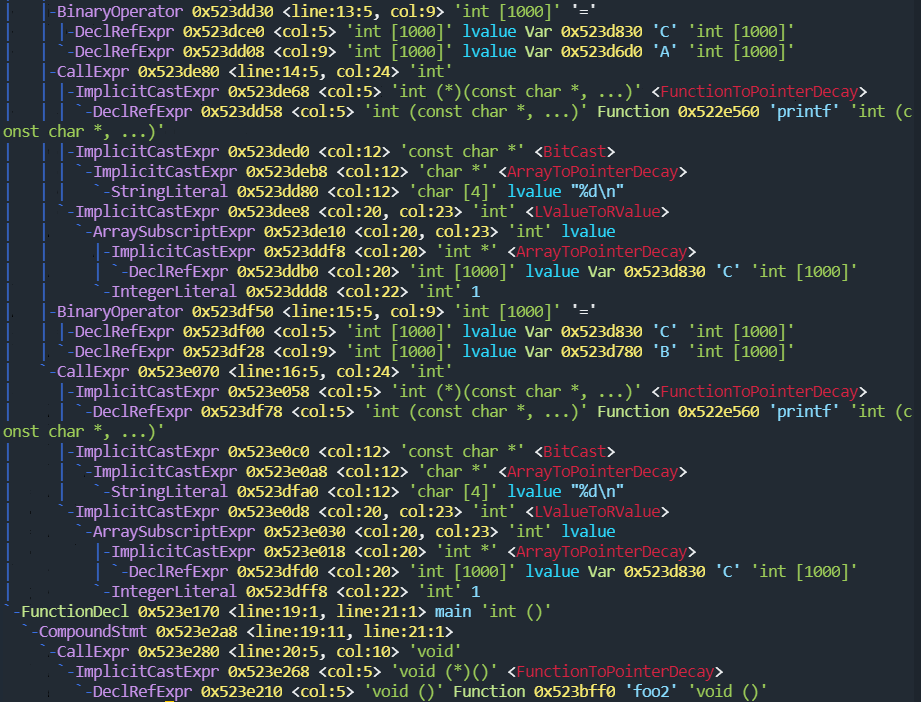 |   |-BinaryOperator 0x523dd30 <line:13:5, col:9> 'int [1000]' '='
|   | |-DeclRefExpr 0x523dce0 <col:5> 'int [1000]' lvalue Var 0x523d830 'C' 'int [1000]'
|   | `-DeclRefExpr 0x523dd08 <col:9> 'int [1000]' lvalue Var 0x523d6d0 'A' 'int [1000]'
|   |-CallExpr 0x523de80 <line:14:5, col:24> 'int'
|   | |-ImplicitCastExpr 0x523de68 <col:5> 'int (*)(const char *, ...)' <FunctionToPointerDecay>
|   | | `-DeclRefExpr 0x523dd58 <col:5> 'int (const char *, ...)' Function 0x522e560 'printf' 'int (c
onst char *, ...)'
|   | |-ImplicitCastExpr 0x523ded0 <col:12> 'const char *' <BitCast>
|   | | `-ImplicitCastExpr 0x523deb8 <col:12> 'char *' <ArrayToPointerDecay>
|   | |   `-StringLiteral 0x523dd80 <col:12> 'char [4]' lvalue "%d\n"
|   | `-ImplicitCastExpr 0x523dee8 <col:20, col:23> 'int' <LValueToRValue>
|   |   `-ArraySubscriptExpr 0x523de10 <col:20, col:23> 'int' lvalue
|   |     |-ImplicitCastExpr 0x523ddf8 <col:20> 'int *' <ArrayToPointerDecay>
|   |     | `-DeclRefExpr 0x523ddb0 <col:20> 'int [1000]' lvalue Var 0x523d830 'C' 'int [1000]'
|   |     `-IntegerLiteral 0x523ddd8 <col:22> 'int' 1
|   |-BinaryOperator 0x523df50 <line:15:5, col:9> 'int [1000]' '='
|   | |-DeclRefExpr 0x523df00 <col:5> 'int [1000]' lvalue Var 0x523d830 'C' 'int [1000]'
|   | `-DeclRefExpr 0x523df28 <col:9> 'int [1000]' lvalue Var 0x523d780 'B' 'int [1000]'
|   `-CallExpr 0x523e070 <line:16:5, col:24> 'int'
|     |-ImplicitCastExpr 0x523e058 <col:5> 'int (*)(const char *, ...)' <FunctionToPointerDecay>
|     | `-DeclRefExpr 0x523df78 <col:5> 'int (const char *, ...)' Function 0x522e560 'printf' 'int (c
onst char *, ...)'
|     |-ImplicitCastExpr 0x523e0c0 <col:12> 'const char *' <BitCast>
|     | `-ImplicitCastExpr 0x523e0a8 <col:12> 'char *' <ArrayToPointerDecay>
|     |   `-StringLiteral 0x523dfa0 <col:12> 'char [4]' lvalue "%d\n"
|     `-ImplicitCastExpr 0x523e0d8 <col:20, col:23> 'int' <LValueToRValue>
|       `-ArraySubscriptExpr 0x523e030 <col:20, col:23> 'int' lvalue
|         |-ImplicitCastExpr 0x523e018 <col:20> 'int *' <ArrayToPointerDecay>
|         | `-DeclRefExpr 0x523dfd0 <col:20> 'int [1000]' lvalue Var 0x523d830 'C' 'int [1000]'
|         `-IntegerLiteral 0x523dff8 <col:22> 'int' 1
`-FunctionDecl 0x523e170 <line:19:1, line:21:1> main 'int ()'
  `-CompoundStmt 0x523e2a8 <line:19:11, line:21:1>
    `-CallExpr 0x523e280 <line:20:5, col:10> 'void'
      `-ImplicitCastExpr 0x523e268 <col:5> 'void (*)()' <FunctionToPointerDecay>
        `-DeclRefExpr 0x523e210 <col:5> 'void ()' Function 0x523bff0 'foo2' 'void ()'